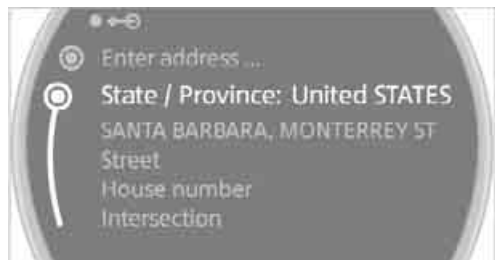 Enter address ...
State / Province: United STATES
SANTA BARBARA, MONTERREY ST
Street
House number
Intersection